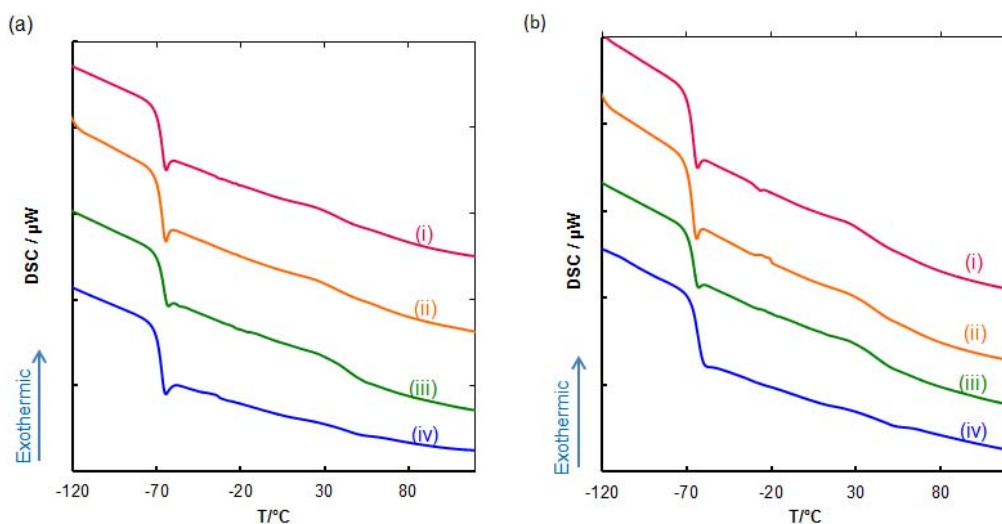 (a)
DSC / µW
Exothermic
(i)
(ii)
(iii)
(iv)
-120 -70 -20 30 80
T/°C
(b)
DSC / µW
Exothermic
(i)
(ii)
(iii)
(iv)
-120 -70 -20 30 80
T/°C